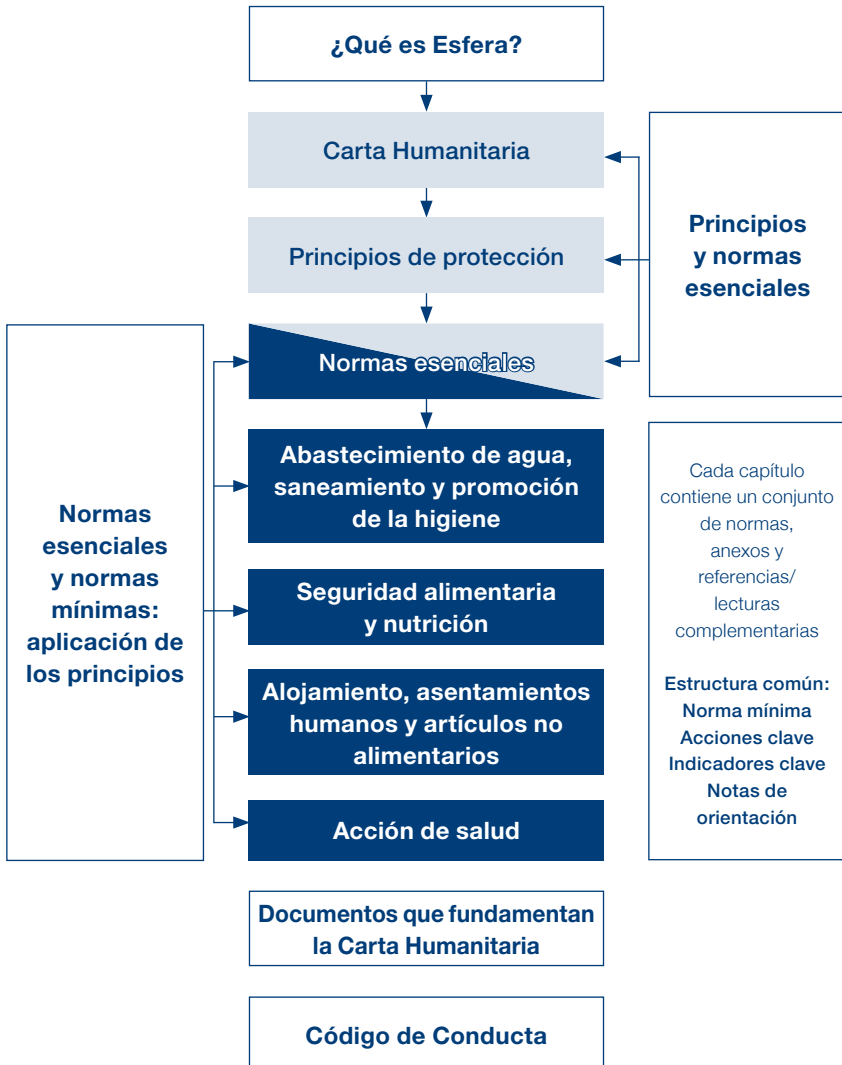 ¿Qué es Esfera?
Carta Humanitaria
Principios de protección
Principios
y normas
esenciales
Normas esenciales
Normas
esenciales
y normas
mínimas:
aplicación de
los principios
Abastecimiento de agua,
saneamiento y promoción
de la higiene
Seguridad alimentaria
y nutrición
Alojamiento, asentamientos
humanos y artículos no
alimentarios
Acción de salud
Cada capítulo
contiene un conjunto
de normas,
anexos y
referencias/
lecturas
complementarias
Estructura común:
Norma mínima
Acciones clave
Indicadores clave
Notas de
orientación
Documentos que fundamentan
la Carta Humanitaria
Código de Conducta